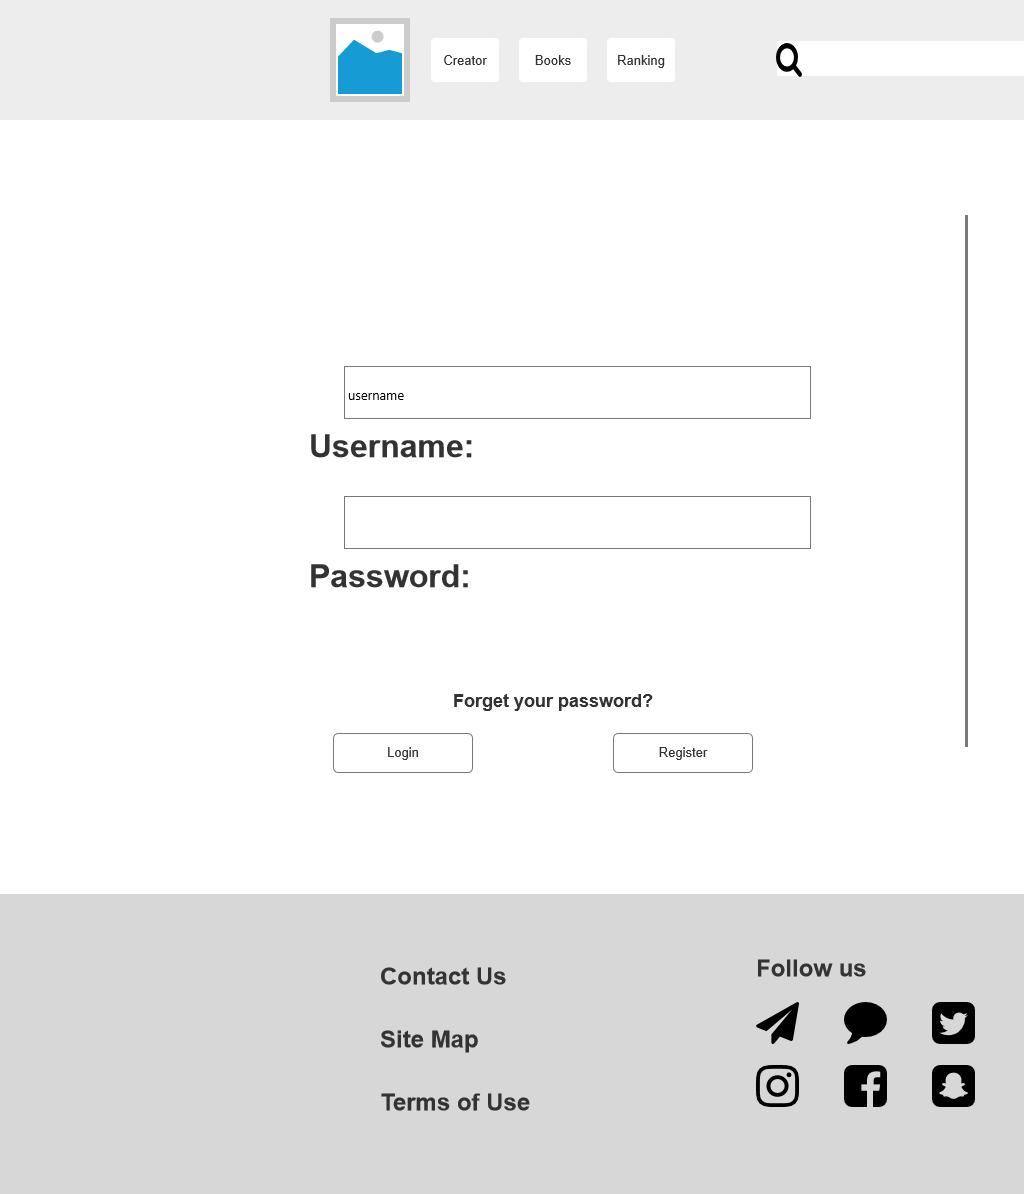 Creator
Books
Ranking
username
Username:
Password:
Forget your password?
Login
Register
Contact Us
Site Map
Terms of Use
Follow us